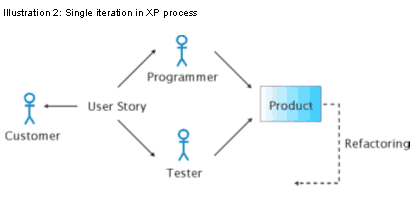 Illustration 2: Single iteration in XP process
Programmer
User Story
Product
Customer
Refactoring
Tester